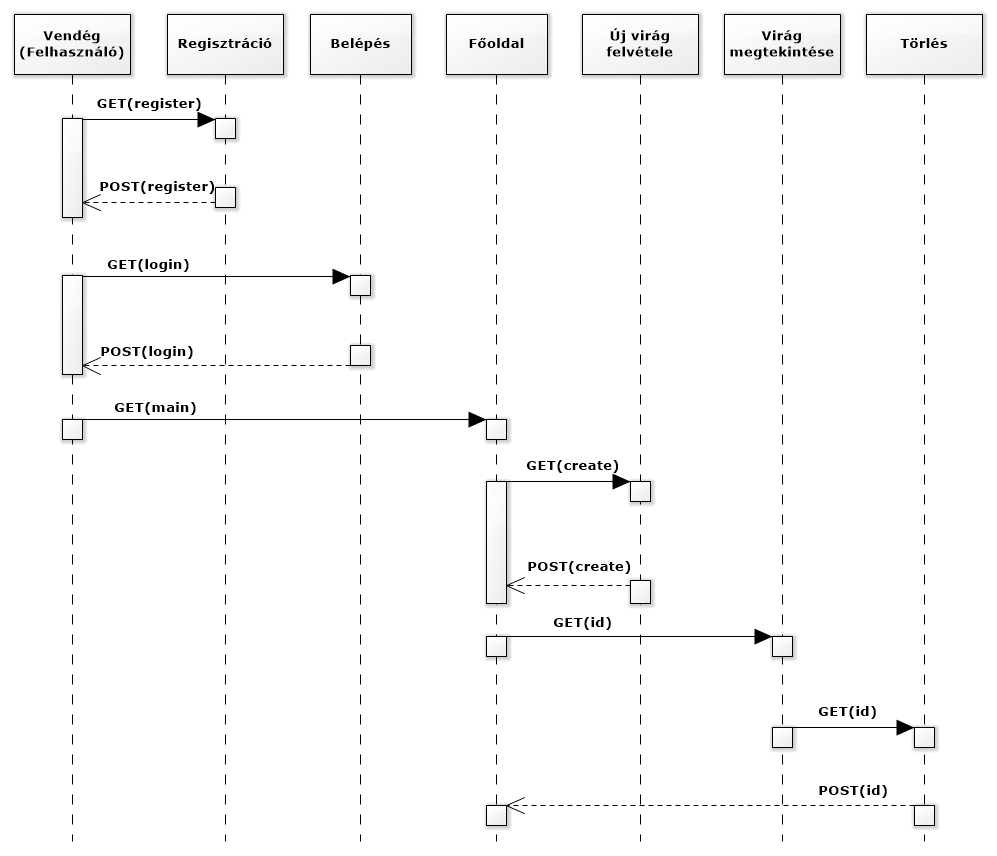 Vendég
(Felhasználó)
Regisztráció
Belépés
Főoldal
Új virág
felvétele
Virág
megtekintése
Törlés
GET(register)
POST(register)
GET(login)
POST(login)
GET(main)
GET(create)
POST(create)
GET(id)
GET(id)
POST(id)